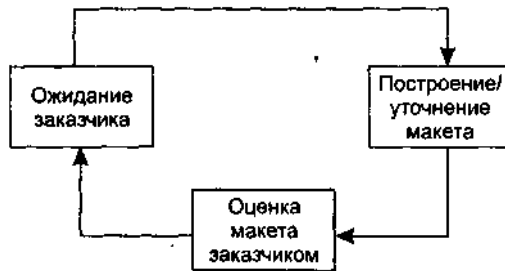 Ожидание
заказчика
Построение/
уточнение
макета
Оценка
макета
заказчиком